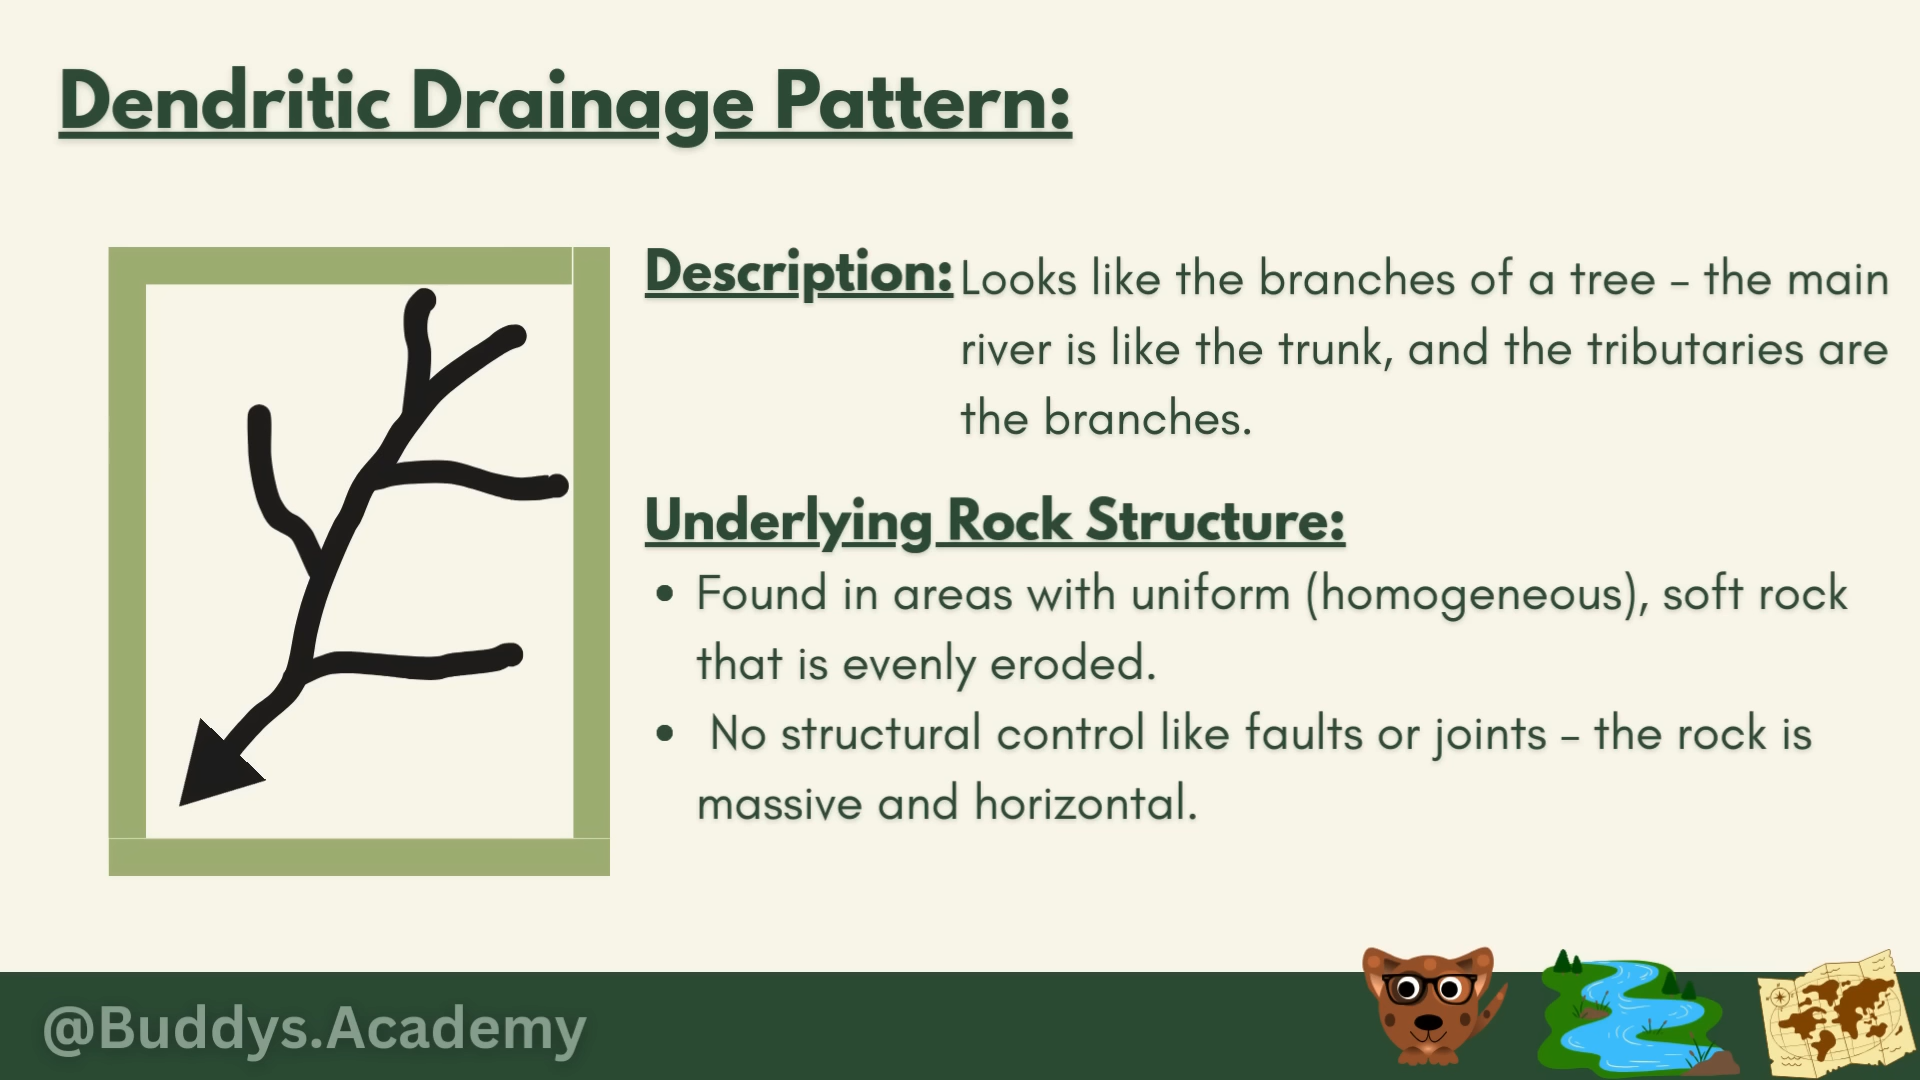 Dendritic Drainage Pattern:
Description: Looks like the branches of a tree – the main
river is like the trunk, and the tributaries are
the branches.
Underlying Rock Structure:
• Found in areas with uniform (homogeneous), soft rock
that is evenly eroded.
• No structural control like faults or joints – the rock is
massive and horizontal.
@Buddys.Academy